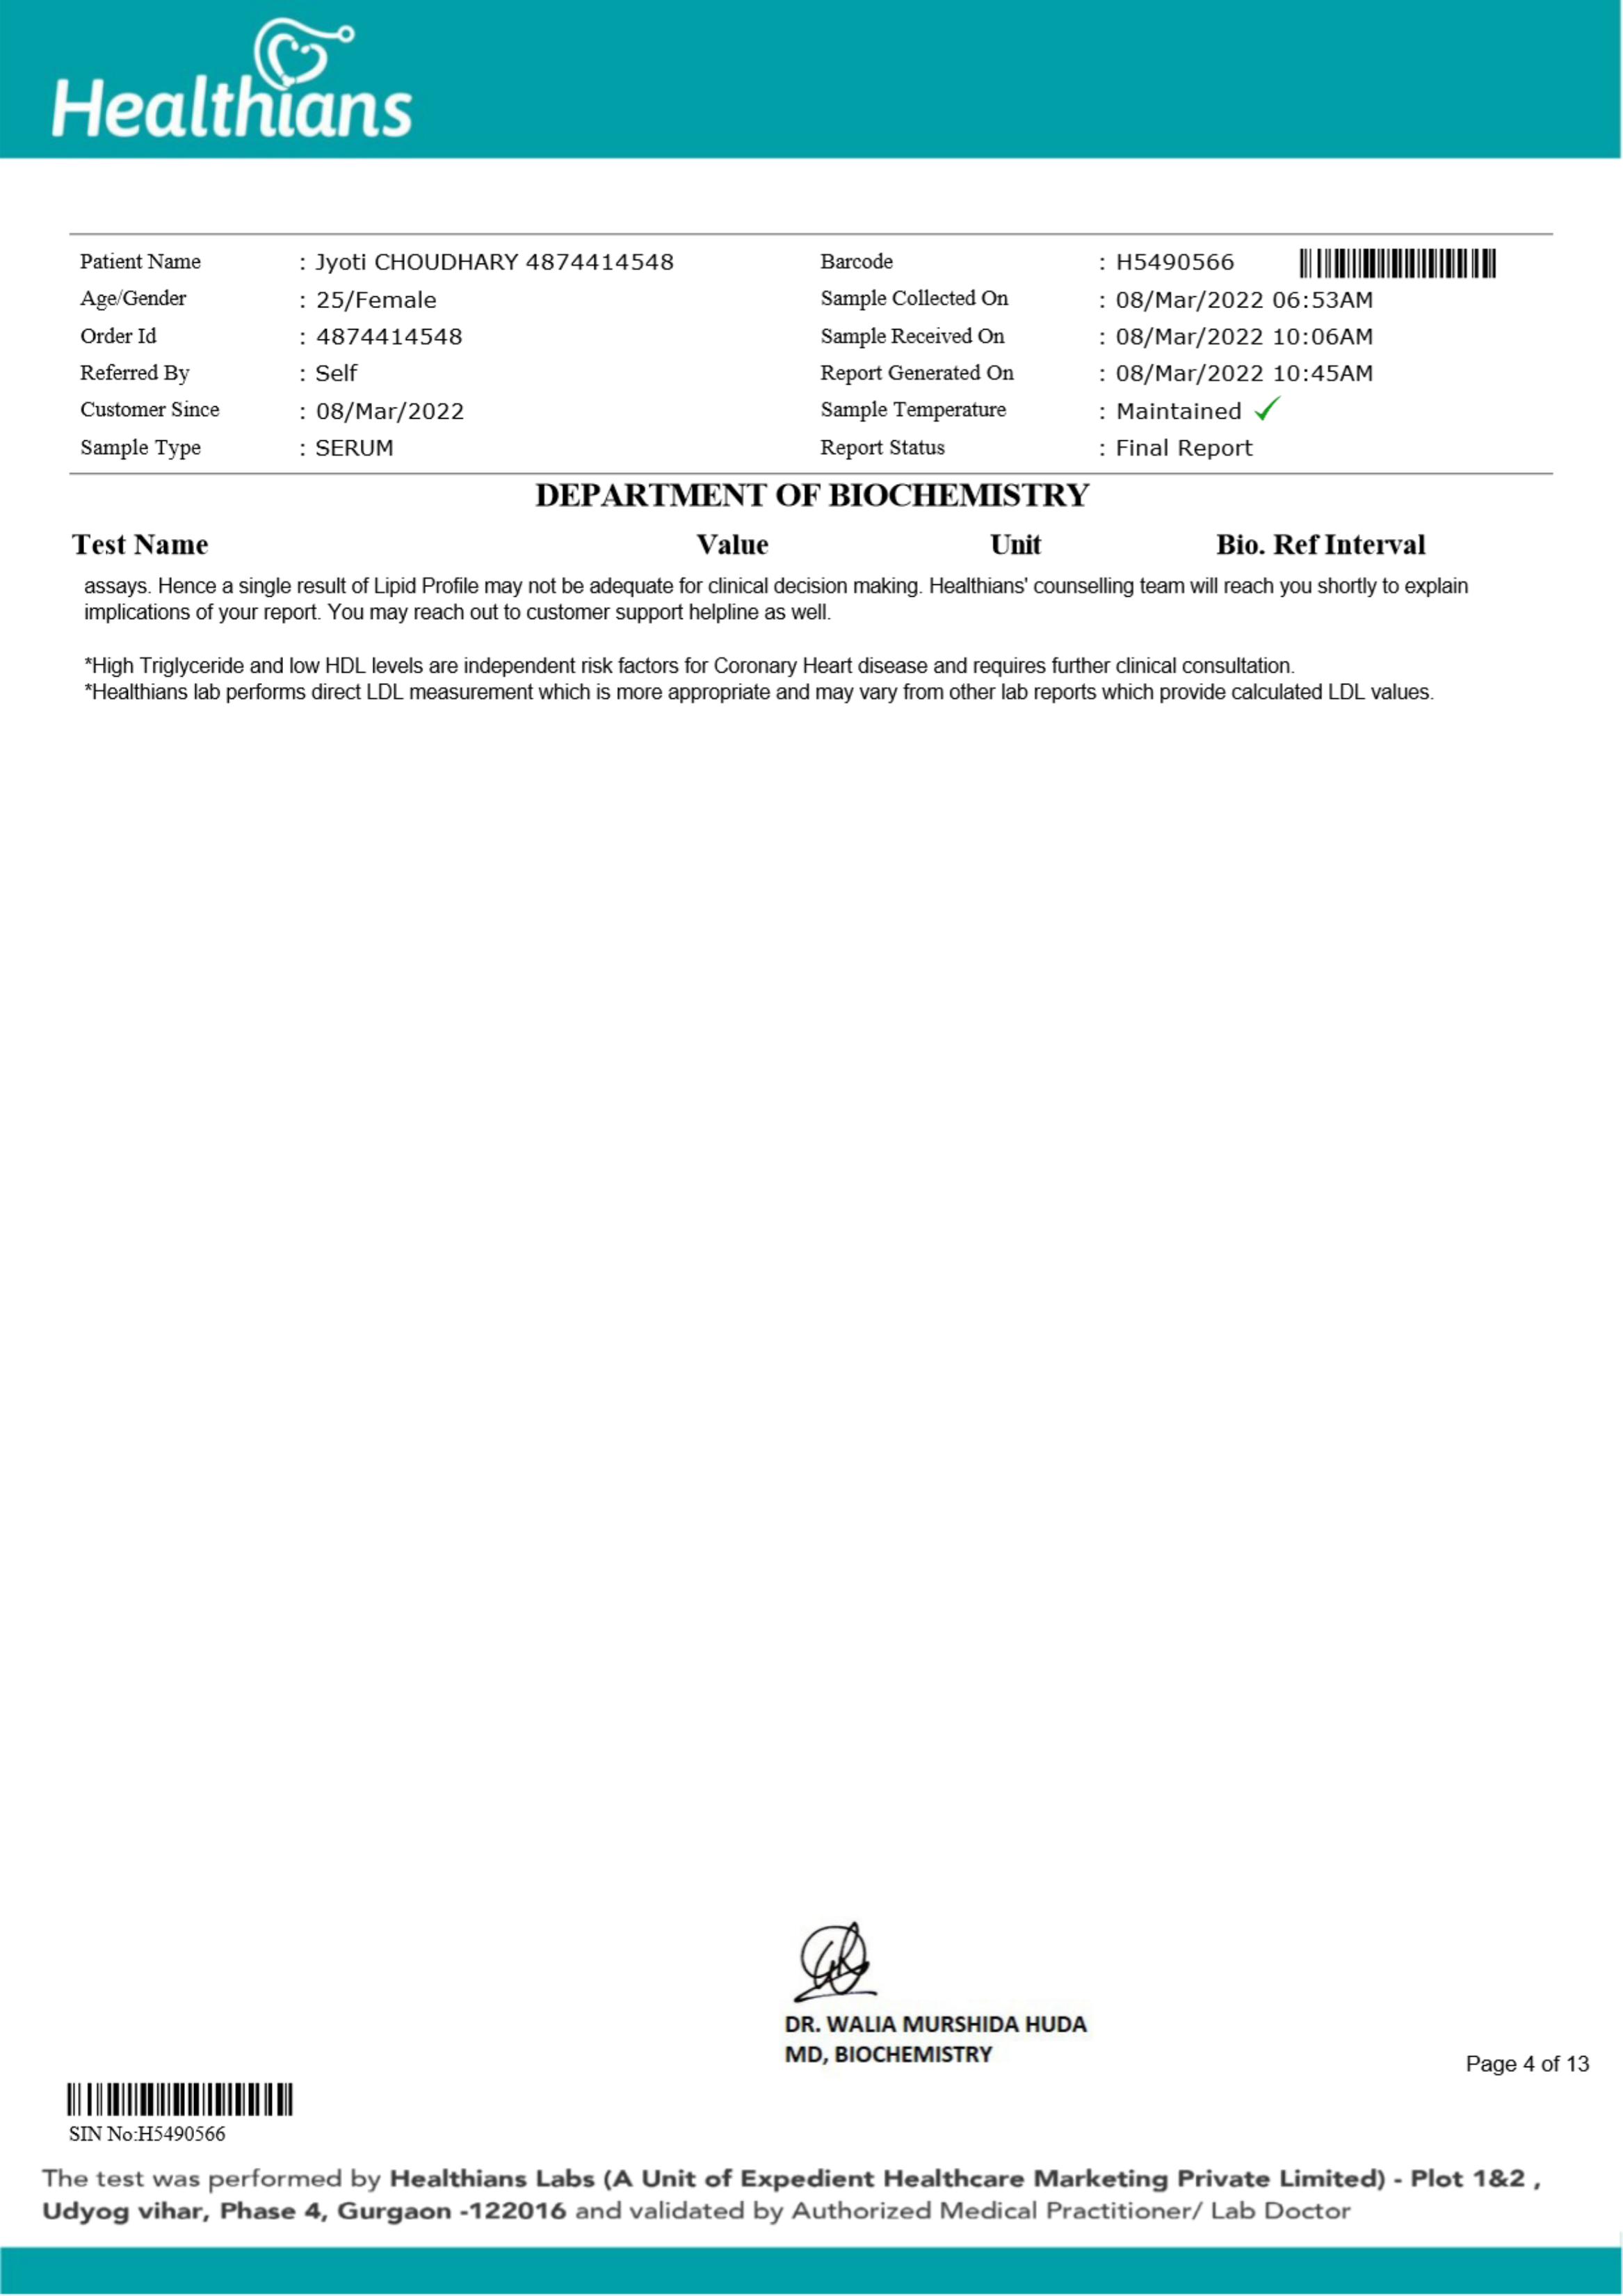 Healthians
Patient Name : Jyoti CHOUDHARY 4874414548 Barcode : H5490566
Age/Gender : 25/Female Sample Collected On : 08/Mar/2022 06:53AM
Order Id : 4874414548 Sample Received On : 08/Mar/2022 10:06AM
Referred By : Self Report Generated On : 08/Mar/2022 10:45AM
Customer Since : 08/Mar/2022 Sample Temperature : Maintained ✓
Sample Type : SERUM Report Status : Final Report
DEPARTMENT OF BIOCHEMISTRY
Test Name Value Unit Bio. Ref Interval
assays. Hence a single result of Lipid Profile may not be adequate for clinical decision making. Healthians' counselling team will reach you shortly to explain
implications of your report. You may reach out to customer support helpline as well.
*High Triglyceride and low HDL levels are independent risk factors for Coronary Heart disease and requires further clinical consultation.
*Healthians lab performs direct LDL measurement which is more appropriate and may vary from other lab reports which provide calculated LDL values.
DR. WALIA MURSHIDA HUDA
MD, BIOCHEMISTRY
Page 4 of 13
SIN No:H5490566
The test was performed by Healthians Labs (A Unit of Expedient Healthcare Marketing Private Limited) - Plot 1&2 ,
Udyog vihar, Phase 4, Gurgaon -122016 and validated by Authorized Medical Practitioner/ Lab Doctor